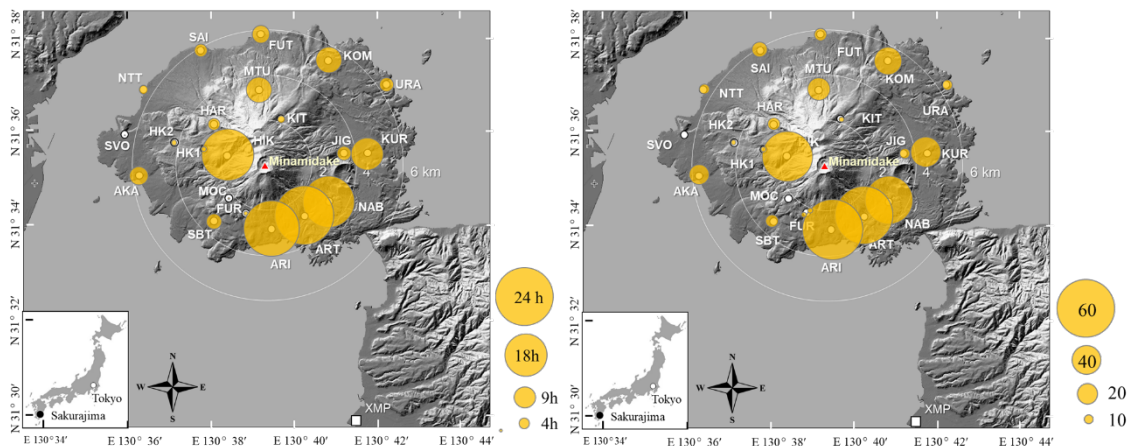 N 31° 38'
N 31° 36'
N 31° 34'
N 31° 32'
N 31° 30'
SAI
FUT
KOM
NTT
MTU
URA
HAR
KIT
HK2
SVO
HK1
HIK
Minamidake
JIG
KUR
2
4
6 km
AKA
MOC
FUR
NAB
SBT
ART
ARI
24 h
18h
9h
4h
N
W
E
S
Tokyo
Sakurajima
XMP
E 130°34'
E 130° 36'
E 130° 38'
E 130° 40'
E 130° 42'
E 130° 44'
N 31° 38'
N 31° 36'
N 31° 34'
N 31° 32'
N 31° 30'
SAI
FUT
KOM
NTT
MTU
URA
HAR
KIT
HK2
SVO
HK1
IK
Minamidake
JIG
KUR
2
4
6 km
AKA
MOC
FUR
NAB
SBT
ART
ARI
60
40
20
10
N
W
E
S
Tokyo
Sakurajima
XMP
E 130°34'
E 130° 36'
E 130° 38'
E 130° 40'
E 130° 42'
E 130° 44'